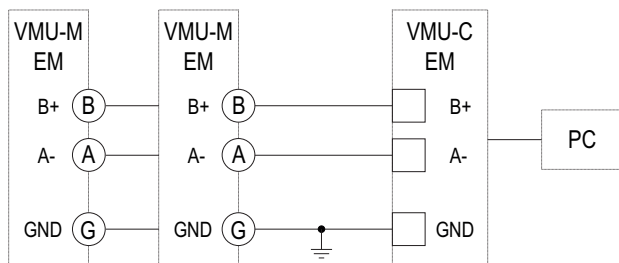 VMU-M
EM
B+
B
A-
A
GND
G
VMU-M
EM
B+
B
A-
A
GND
G
VMU-C
EM
B+
A-
GND
PC